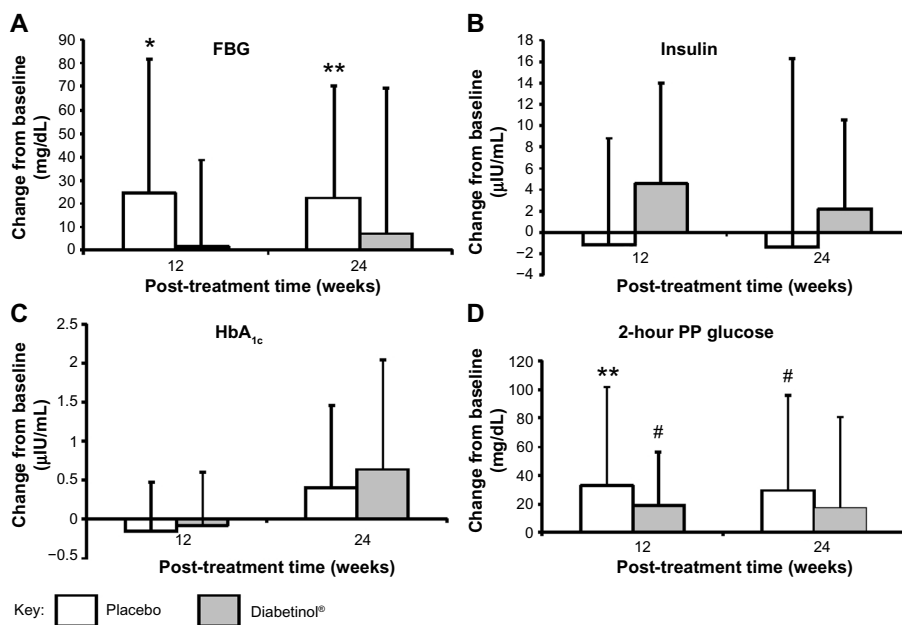 A
FBG
*
**
Change from baseline
(mg/dL)
90
80
70
60
50
40
30
20
10
0
12
24
Post-treatment time (weeks)
B
Insulin
Change from baseline
(µIU/mL)
18
16
14
12
10
8
6
4
2
0
−2
−4
12
24
Post-treatment time (weeks)
C
HbA1c
Change from baseline
(µIU/mL)
2.5
2
1.5
1
0.5
0
−0.5
12
24
Post-treatment time (weeks)
D
2-hour PP glucose
**
#
#
Change from baseline
(mg/dL)
120
100
80
60
40
20
0
12
24
Post-treatment time (weeks)
Key: Placebo Diabetinol®